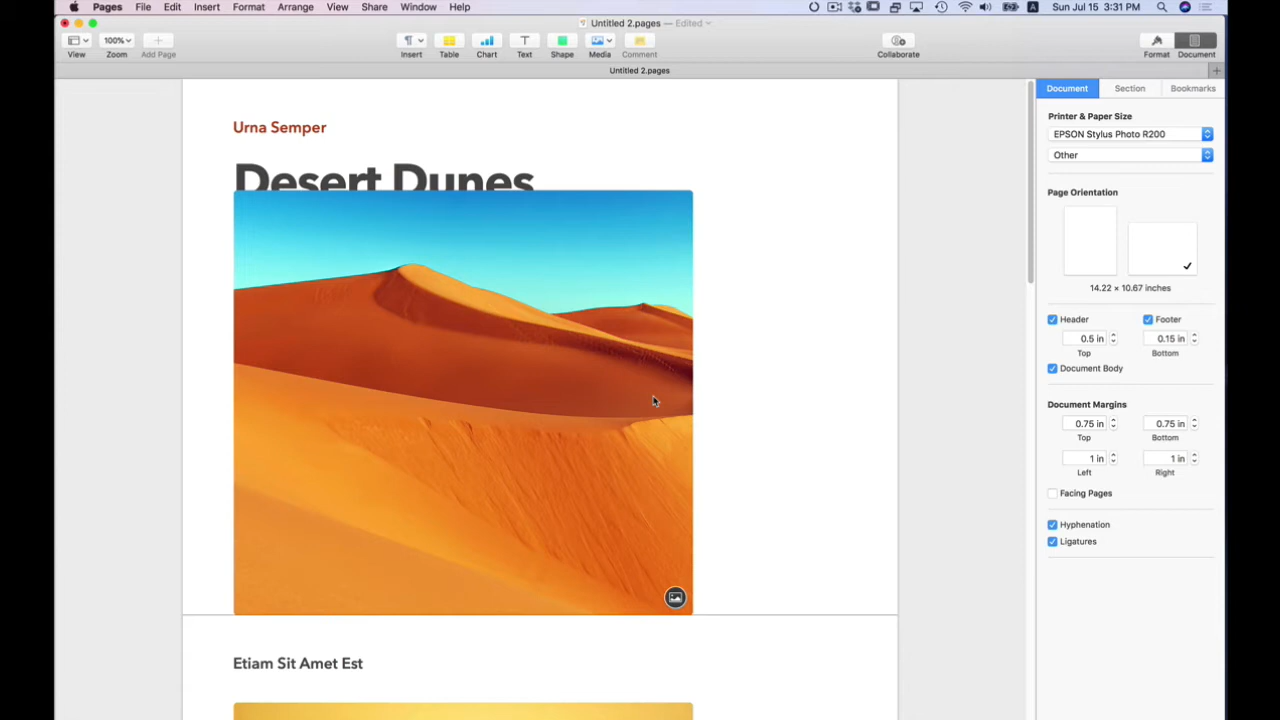 Pages File Edit Insert Format Arrange View Share Window Help
A Sun Jul 15 3:31 PM
Untitled 2.pages — Edited
100%
View Zoom Add Page Insert Table Chart Text Shape Media Comment Collaborate Format Document
Untitled 2.pages
Document Section Bookmarks
Urna Semper
Desert Dunes
Etiam Sit Amet Est
Printer & Paper Size
EPSON Stylus Photo R200
Other
Page Orientation
14.22 × 10.67 inches
Header Footer
0.5 in 0.15 in
Top Bottom
Document Body
Document Margins
0.75 in 0.75 in
Top Bottom
1 in 1 in
Left Right
Facing Pages
Hyphenation
Ligatures